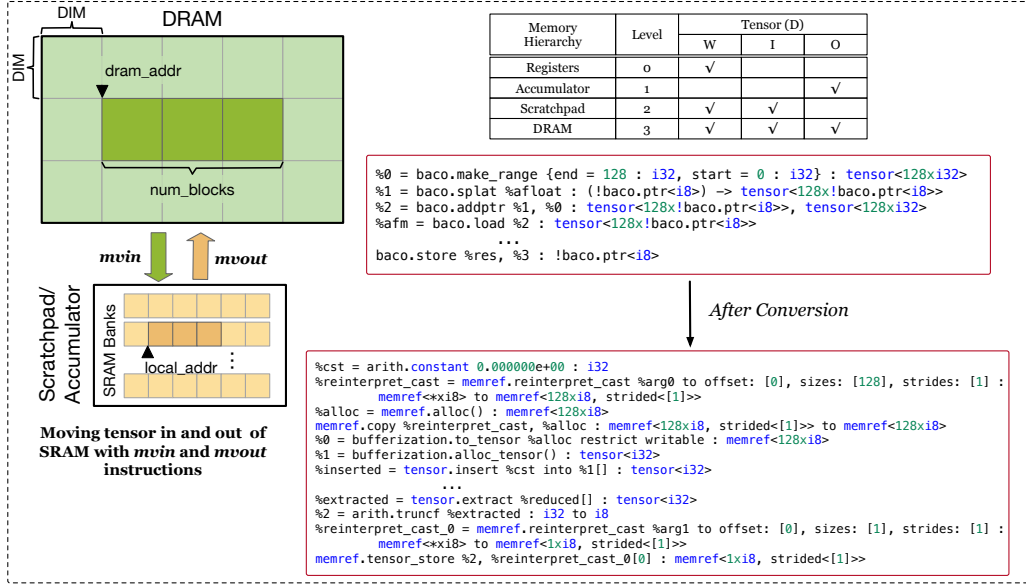 DRAM
DIM
DIM
dram_addr
num_blocks
mvin
mvout
Scratchpad/
Accumulator
SRAM Banks
local_addr
⋮
Moving tensor in and out of
SRAM with mvin and mvout
instructions
Memory Hierarchy Level Tensor (D)
W I O
Registers 0 √
Accumulator 1 √
Scratchpad 2 √ √
DRAM 3 √ √ √
%0 = baco.make_range {end = 128 : i32, start = 0 : i32} : tensor<128xi32>
%1 = baco.splat %afloat : (!baco.ptr<i8>) -> tensor<128x!baco.ptr<i8>>
%2 = baco.addptr %1, %0 : tensor<128x!baco.ptr<i8>>, tensor<128xi32>
%afm = baco.load %2 : tensor<128x!baco.ptr<i8>>
...
baco.store %res, %3 : !baco.ptr<i8>
After Conversion
%cst = arith.constant 0.000000e+00 : i32
%reinterpret_cast = memref.reinterpret_cast %arg0 to offset: [0], sizes: [128], strides: [1] :
memref<*xi8> to memref<128xi8, strided<[1]>>
%alloc = memref.alloc() : memref<128xi8>
memref.copy %reinterpret_cast, %alloc : memref<128xi8, strided<[1]>> to memref<128xi8>
%0 = bufferization.to_tensor %alloc restrict writable : memref<128xi8>
%1 = bufferization.alloc_tensor() : tensor<i32>
%inserted = tensor.insert %cst into %1[] : tensor<i32>
...
%extracted = tensor.extract %reduced[] : tensor<i32>
%2 = arith.truncf %extracted : i32 to i8
%reinterpret_cast_0 = memref.reinterpret_cast %arg1 to offset: [0], sizes: [1], strides: [1] :
memref<*xi8> to memref<1xi8, strided<[1]>>
memref.tensor_store %2, %reinterpret_cast_0[0] : memref<1xi8, strided<[1]>>